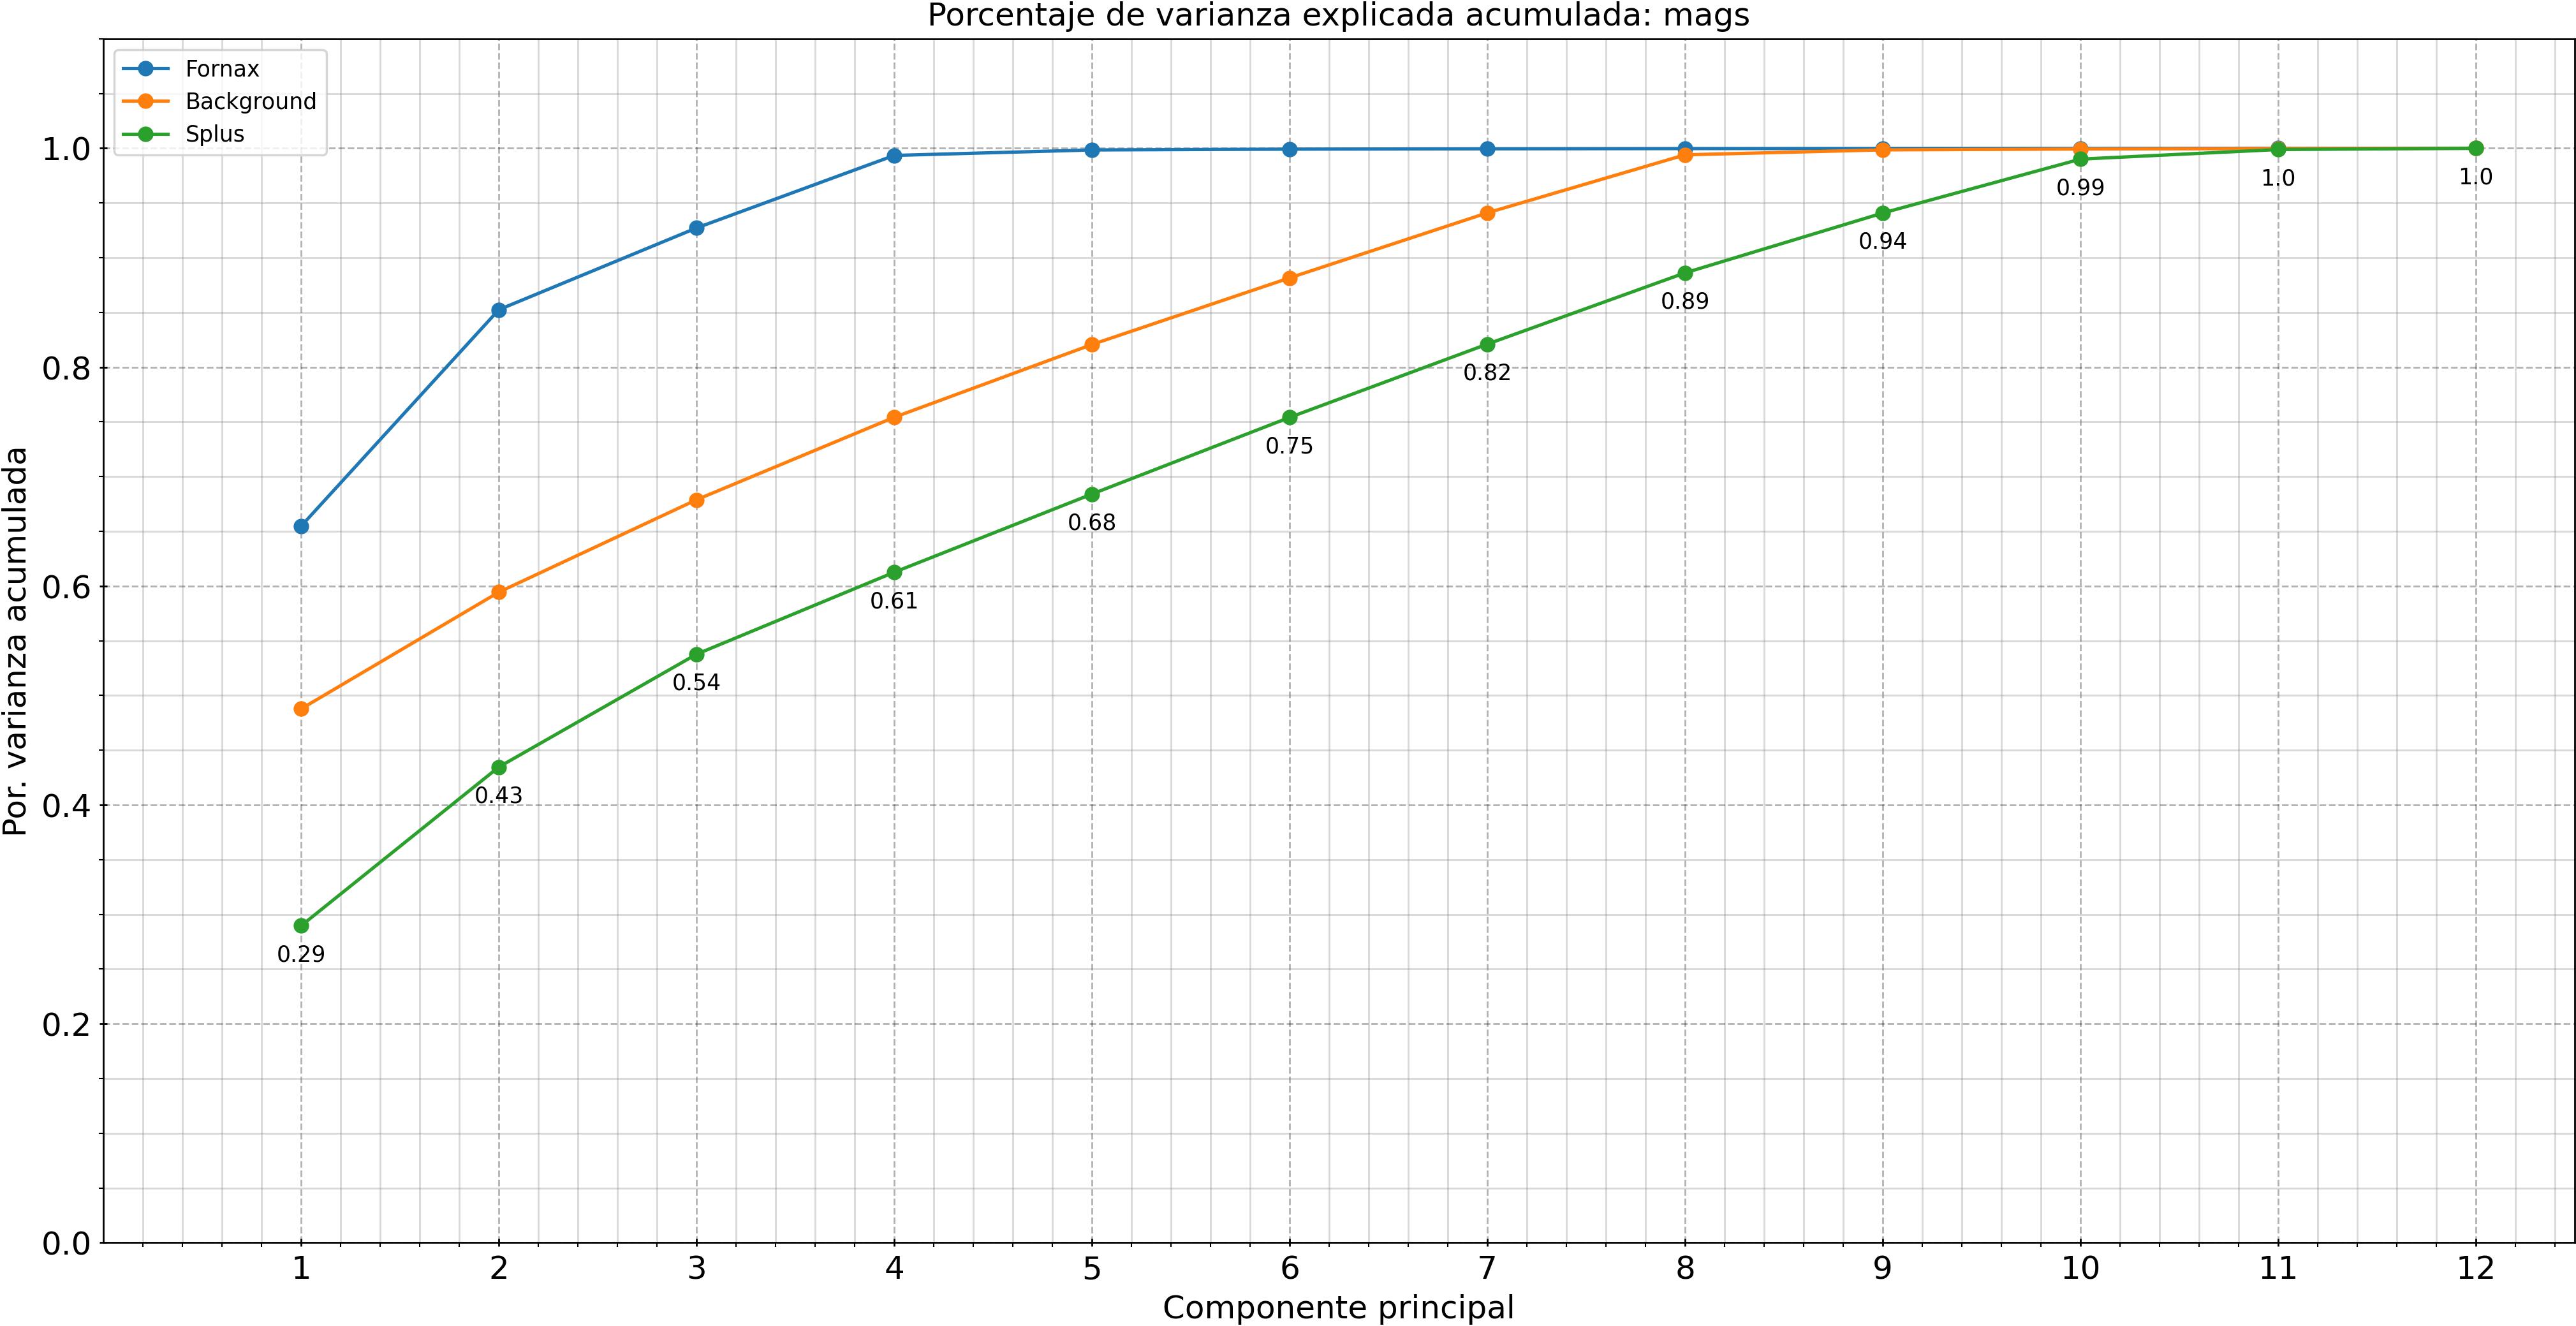 Porcentaje de varianza explicada acumulada: mags
Fornax
Background
Splus
Por. varianza acumulada
1.0
0.8
0.6
0.4
0.2
0.0
0.29
0.43
0.54
0.61
0.68
0.75
0.82
0.89
0.94
0.99
1.0
1.0
1 2 3 4 5 6 7 8 9 10 11 12
Componente principal